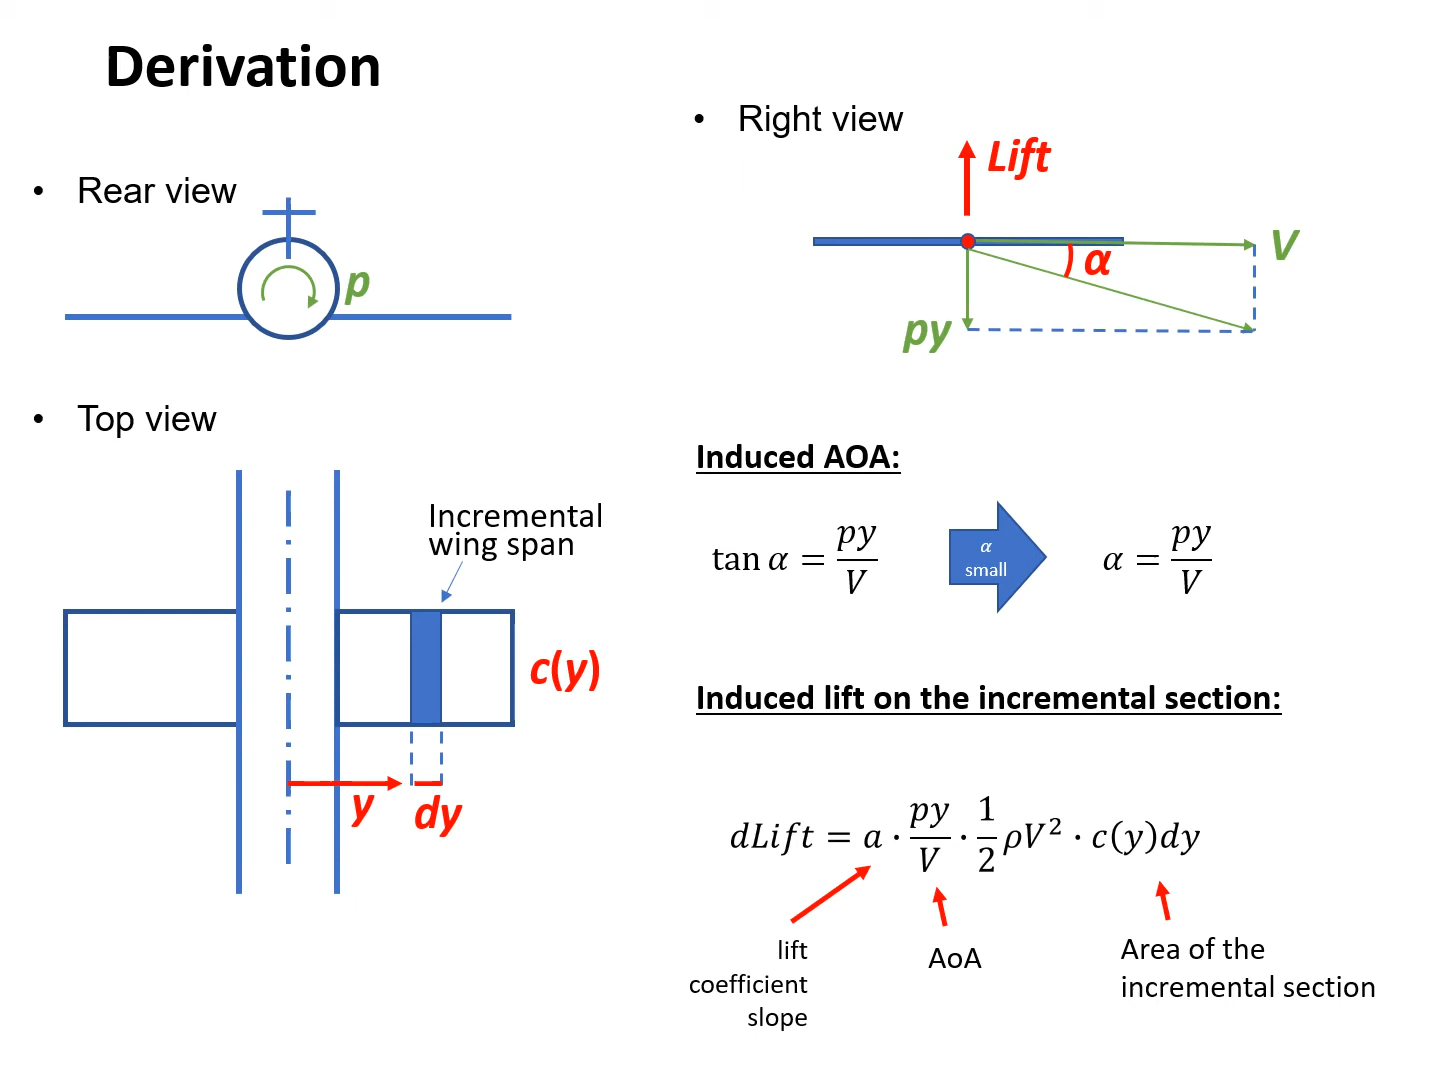 Derivation
• Rear view
p
• Top view
Incremental
wing span
c(y)
y
dy
• Right view
Lift
V
α
py
Induced AOA:
tan α = py/V
α
small
α = py/V
Induced lift on the incremental section:
dLift = a · py/V · 1/2 ρV² · c(y)dy
lift
coefficient
slope
AoA
Area of the
incremental section